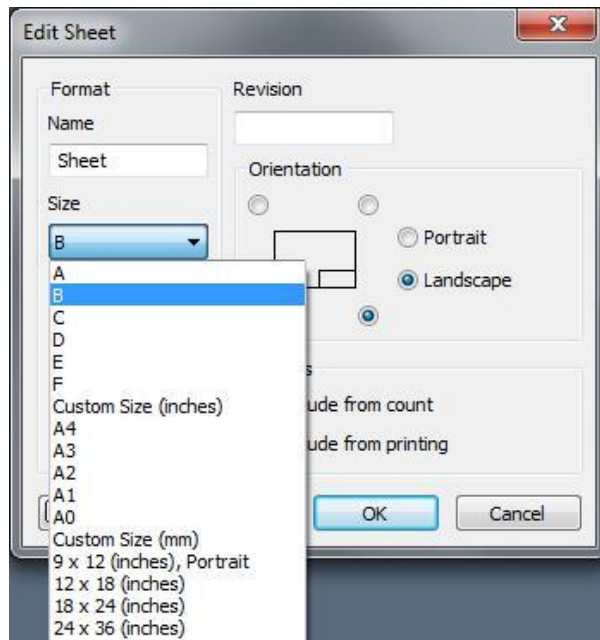 Edit Sheet
Format
Name
Sheet
Size
B
A
B
C
D
E
F
Custom Size (inches)
A4
A3
A2
A1
A0
Custom Size (mm)
9 x 12 (inches), Portrait
12 x 18 (inches)
18 x 24 (inches)
24 x 36 (inches)
Revision
Orientation
Portrait
Landscape
s
ude from count
ude from printing
OK
Cancel